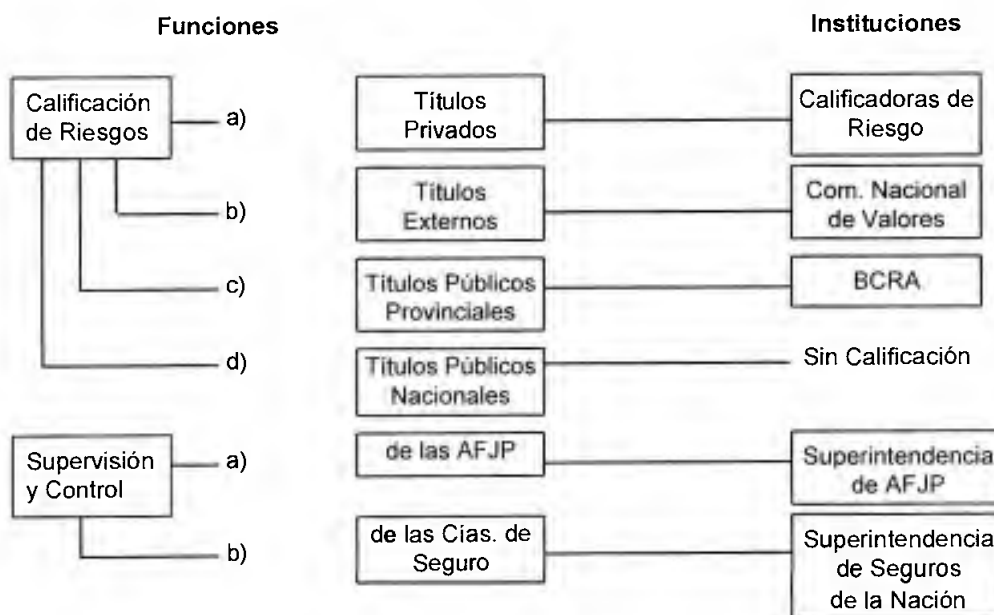 Funciones
Instituciones
Calificación
de Riesgos
a)
Títulos
Privados
Calificadoras de
Riesgo
b)
Títulos
Externos
Com. Nacional
de Valores
c)
Títulos Públicos
Provinciales
BCRA
d)
Títulos Públicos
Nacionales
Sin Calificación
Supervisión
y Control
a)
de las AFJP
Superintendencia
de AFJP
b)
de las Cías. de
Seguro
Superintendencia
de Seguros
de la Nación